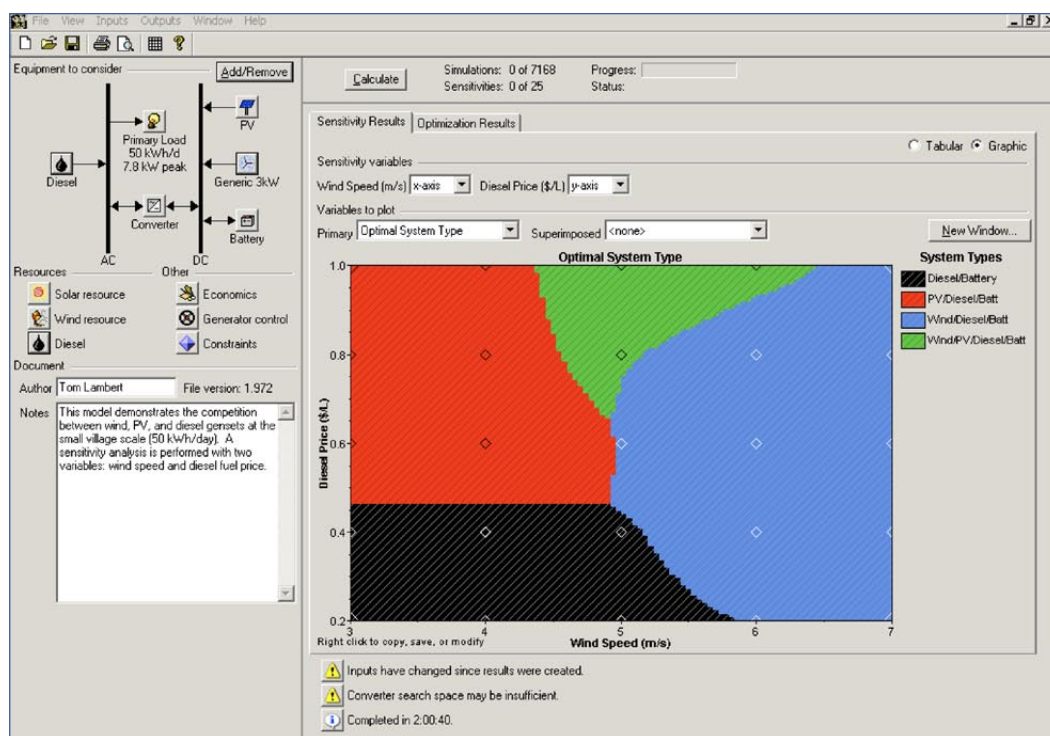 File View Inputs Outputs Window Help
Equipment to consider
Add/Remove
Primary Load
50 kWh/d
7.8 kW peak
PV
Diesel
Generic 3kW
Converter
Battery
AC
DC
Resources
Other
Solar resource
Economics
Wind resource
Generator control
Diesel
Constraints
Document
Author Tom Lambert
File version: 1.972
Notes
This model demonstrates the competition
between wind, PV, and diesel gensets at the
small village scale (50 kWh/day). A
sensitivity analysis is performed with two
variables: wind speed and diesel fuel price.
Calculate
Simulations: 0 of 7168
Progress:
Sensitivities: 0 of 25
Status:
Sensitivity Results
Optimization Results
Tabular
Graphic
Sensitivity variables
Wind Speed (m/s) x-axis
Diesel Price ($/L) y-axis
Variables to plot
Primary Optimal System Type
Superimposed <none>
New Window...
Optimal System Type
System Types
Diesel/Battery
PV/Diesel/Batt
Wind/Diesel/Batt
Wind/PV/Diesel/Batt
Diesel Price ($/L)
1.0
0.8
0.6
0.4
0.2
3
4
5
6
7
Right click to copy, save, or modify
Wind Speed (m/s)
Inputs have changed since results were created.
Converter search space may be insufficient.
Completed in 2:00:40.